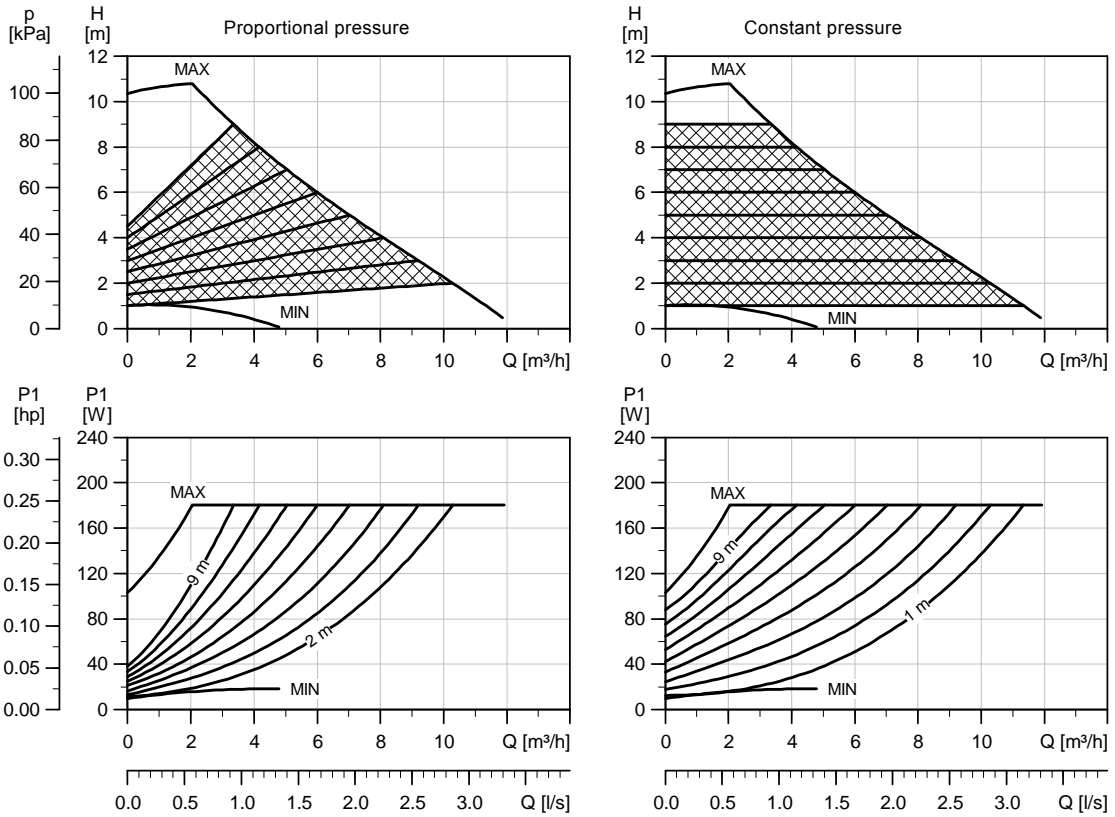 p
[kPa]
H
[m]
Proportional pressure
H
[m]
Constant pressure
12
10
8
6
4
2
0
100
80
60
40
20
0
MAX
MIN
0 2 4 6 8 10 Q [m³/h]
12
10
8
6
4
2
0
MAX
MIN
0 2 4 6 8 10 Q [m³/h]
P1
[hp]
P1
[W]
0.30
0.25
0.20
0.15
0.10
0.05
0.00
240
200
160
120
80
40
0
MAX
9 m
2 m
MIN
0 2 4 6 8 10 Q [m³/h]
0.0 0.5 1.0 1.5 2.0 2.5 3.0 Q [l/s]
P1
[W]
240
200
160
120
80
40
0
MAX
9 m
1 m
MIN
0 2 4 6 8 10 Q [m³/h]
0.0 0.5 1.0 1.5 2.0 2.5 3.0 Q [l/s]